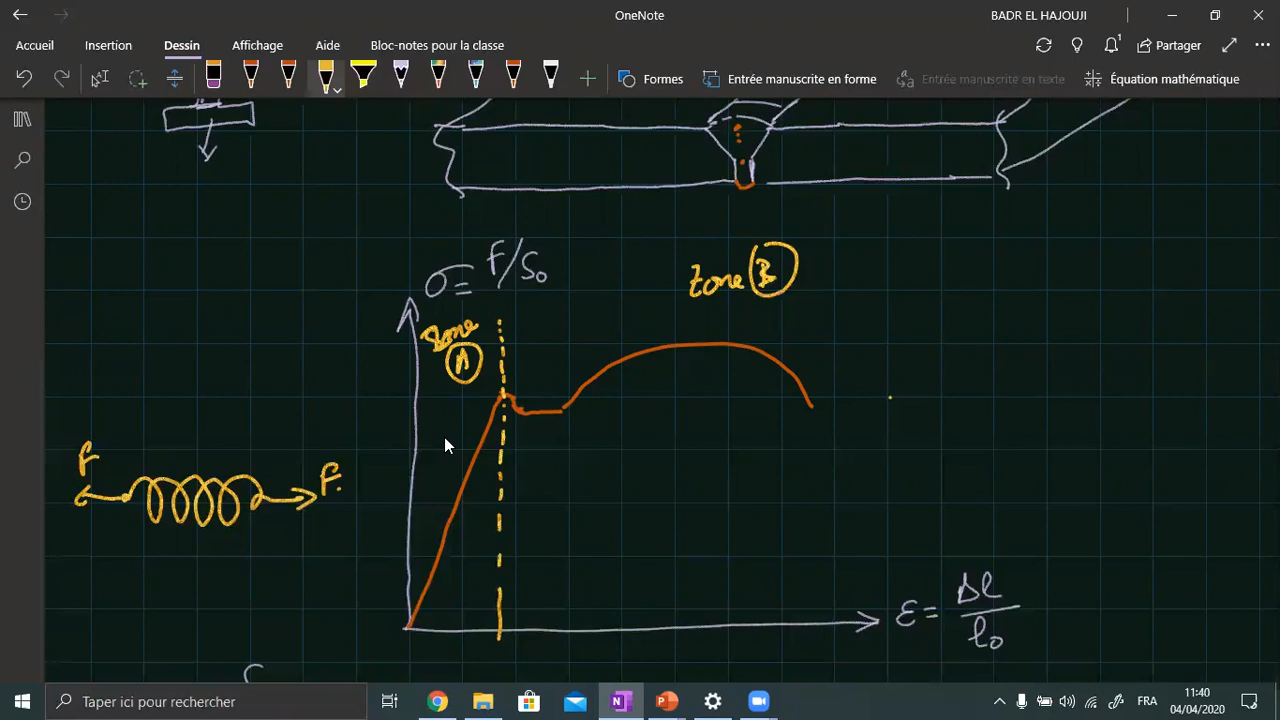 OneNote
BADR EL HAJOUJI
Accueil Insertion Dessin Affichage Aide Bloc-notes pour la classe
Partager
Formes Entrée manuscrite en forme Entrée manuscrite en texte Équation mathématique
σ = F/S₀
zone B
zone A
F F
ε = Δl / l₀
Taper ici pour rechercher
FRA
11:40
04/04/2020